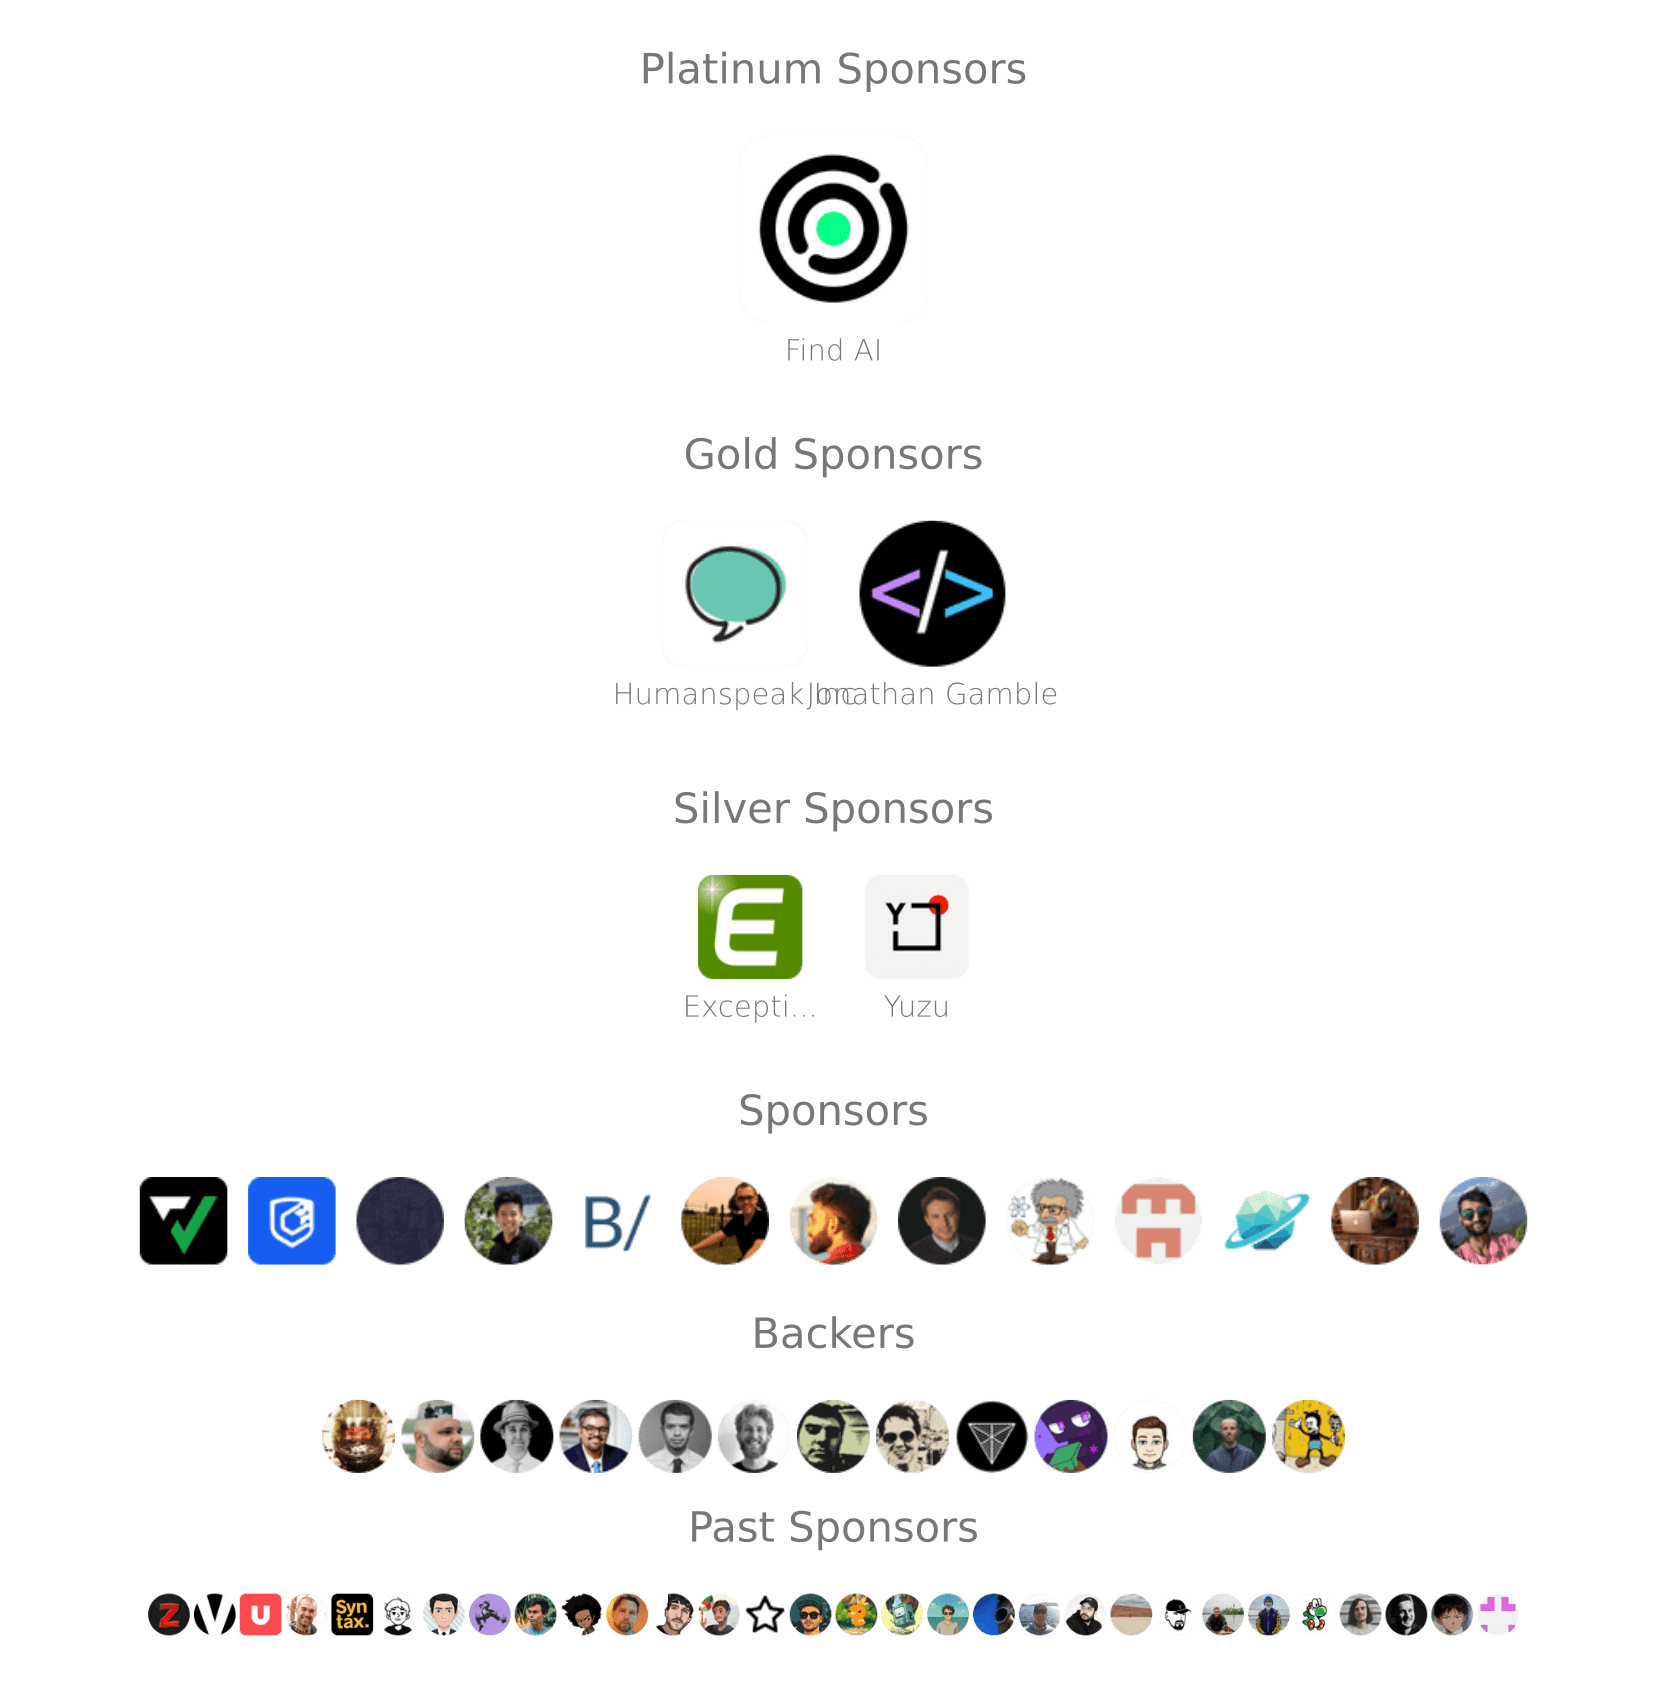 Platinum Sponsors
Find AI
Gold Sponsors
Humanspeak Inc
Jonathan Gamble
Silver Sponsors
E
Y
Excepti...
Yuzu
Sponsors
B/
Backers
Past Sponsors
Z
V
U
Syn
tax.